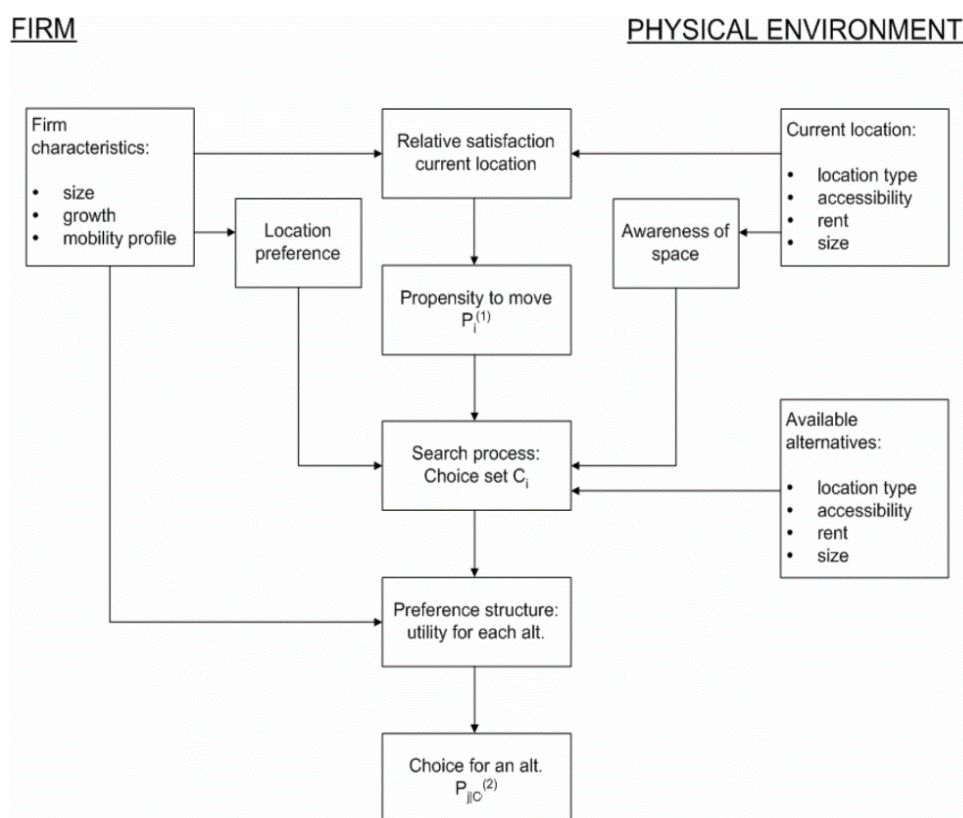 FIRM
PHYSICAL ENVIRONMENT
Firm
characteristics:
• size
• growth
• mobility profile
Relative satisfaction
current location
Current location:
• location type
• accessibility
• rent
• size
Location
preference
Awareness of
space
Propensity to move
Pᵢ⁽¹⁾
Search process:
Choice set Cᵢ
Available
alternatives:
• location type
• accessibility
• rent
• size
Preference structure:
utility for each alt.
Choice for an alt.
P_j|C⁽²⁾